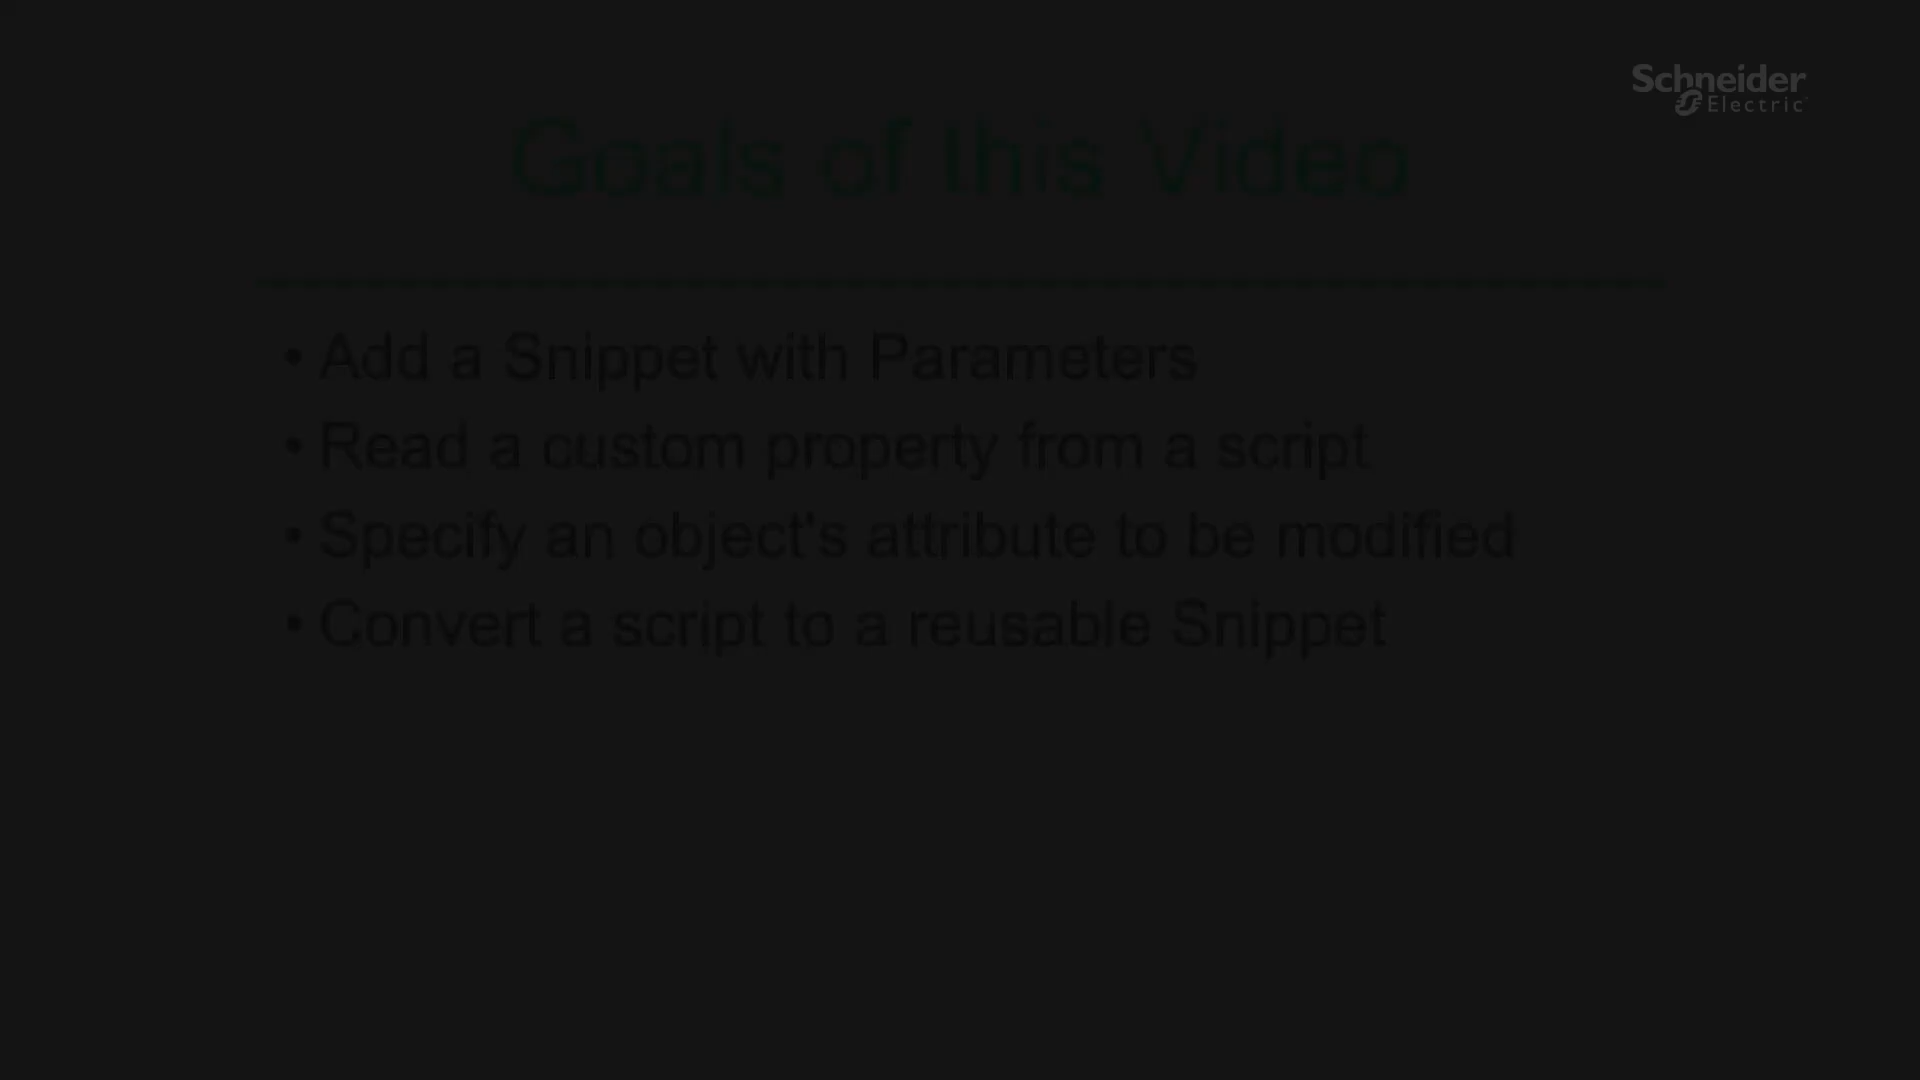 Schneider
Electric
Goals of this Video
• Add a Snippet with Parameters
• Read a custom property from a script
• Specify an object's attribute to be modified
• Convert a script to a reusable Snippet